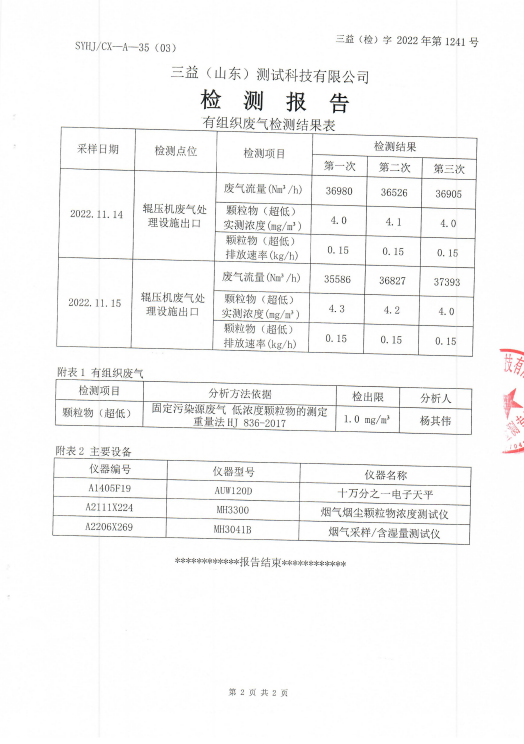 SYHJ/CX—A—35（03）
三益（检）字 2022 年第 1241 号
三益（山东）测试科技有限公司
检 测 报 告
有组织废气检测结果表
采样日期 检测点位 检测项目 检测结果
第一次 第二次 第三次
2022.11.14 辊压机废气处理设施出口 废气流量(Nm³/h) 36980 36526 36905
颗粒物（超低）实测浓度(mg/m³) 4.0 4.1 4.0
颗粒物（超低）排放速率(kg/h) 0.15 0.15 0.15
2022.11.15 辊压机废气处理设施出口 废气流量(Nm³/h) 35586 36827 37393
颗粒物（超低）实测浓度(mg/m³) 4.3 4.2 4.0
颗粒物（超低）排放速率(kg/h) 0.15 0.15 0.15
附表 1 有组织废气
检测项目 分析方法依据 检出限 分析人
颗粒物（超低） 固定污染源废气 低浓度颗粒物的测定 重量法 HJ 836-2017 1.0 mg/m³ 杨其伟
附表 2 主要设备
仪器编号 仪器型号 仪器名称
A1405F19 AUW120D 十万分之一电子天平
A2111X224 MH3300 烟气烟尘颗粒物浓度测试仪
A2206X269 MH3041B 烟气采样/含湿量测试仪
************报告结束************
第 2 页 共 2 页